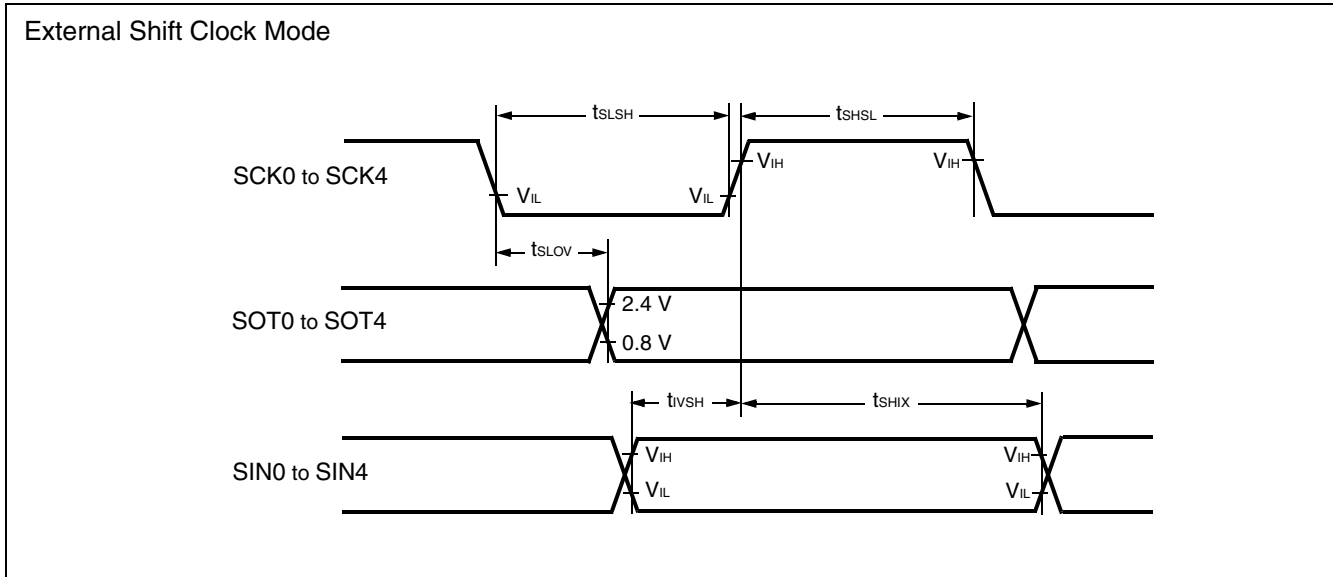 External Shift Clock Mode
tSLSH
tSHSL
SCK0 to SCK4
VIL
VIL
VIH
VIH
tSLOV
SOT0 to SOT4
2.4 V
0.8 V
tIVSH
tSHIX
SIN0 to SIN4
VIH
VIL
VIH
VIL